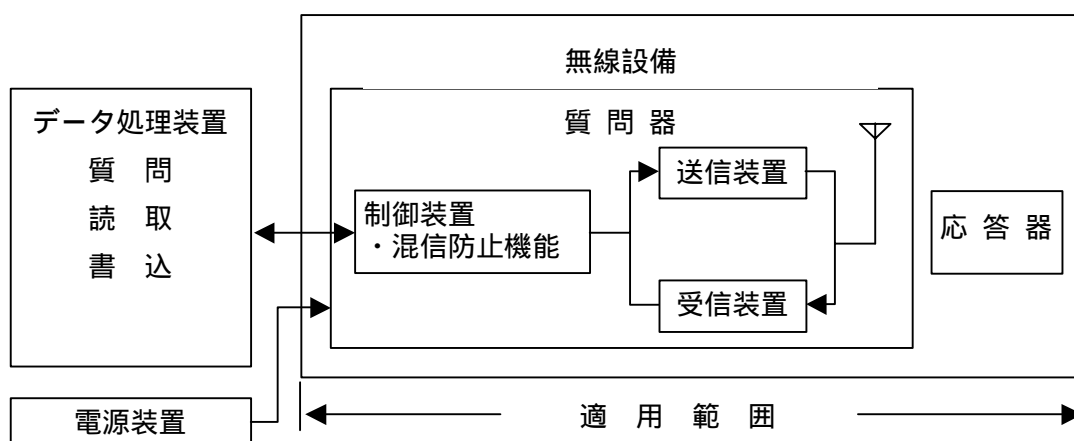 無線設備
データ処理装置
質 問
読 取
書 込
質 問 器
制御装置
・混信防止機能
送信装置
受信装置
応 答 器
電源装置
適 用 範 囲